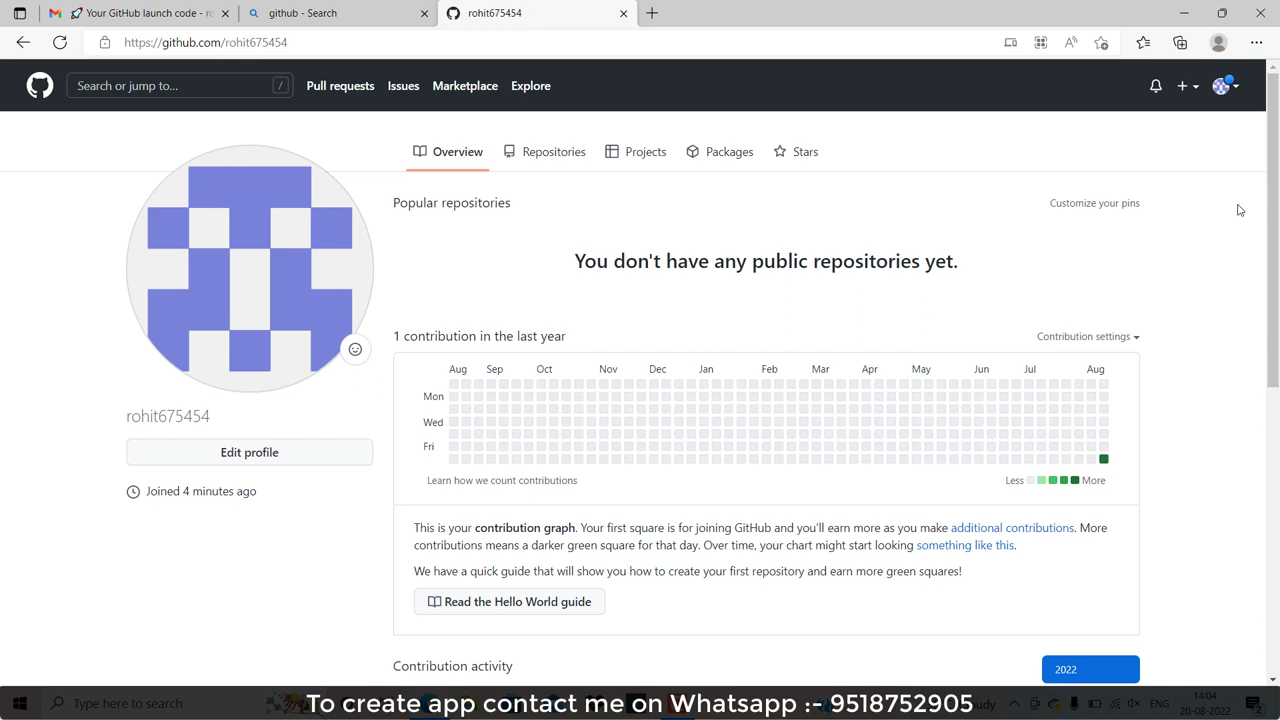 🚀 Your GitHub launch code - ro
github - Search
rohit675454
https://github.com/rohit675454
Search or jump to...
/
Pull requests
Issues
Marketplace
Explore
Overview
Repositories
Projects
Packages
Stars
Popular repositories
Customize your pins
You don't have any public repositories yet.
1 contribution in the last year
Contribution settings
Aug Sep Oct Nov Dec Jan Feb Mar Apr May Jun Jul Aug
Mon
Wed
Fri
Learn how we count contributions
Less
More
rohit675454
Edit profile
Joined 4 minutes ago
This is your contribution graph. Your first square is for joining GitHub and you'll earn more as you make additional contributions. More
contributions means a darker green square for that day. Over time, your chart might start looking something like this.
We have a quick guide that will show you how to create your first repository and earn more green squares!
Read the Hello World guide
Contribution activity
2022
Type here to search
To create app contact me on Whatsapp :- 9518752905
ENG
14:04
20-08-2022